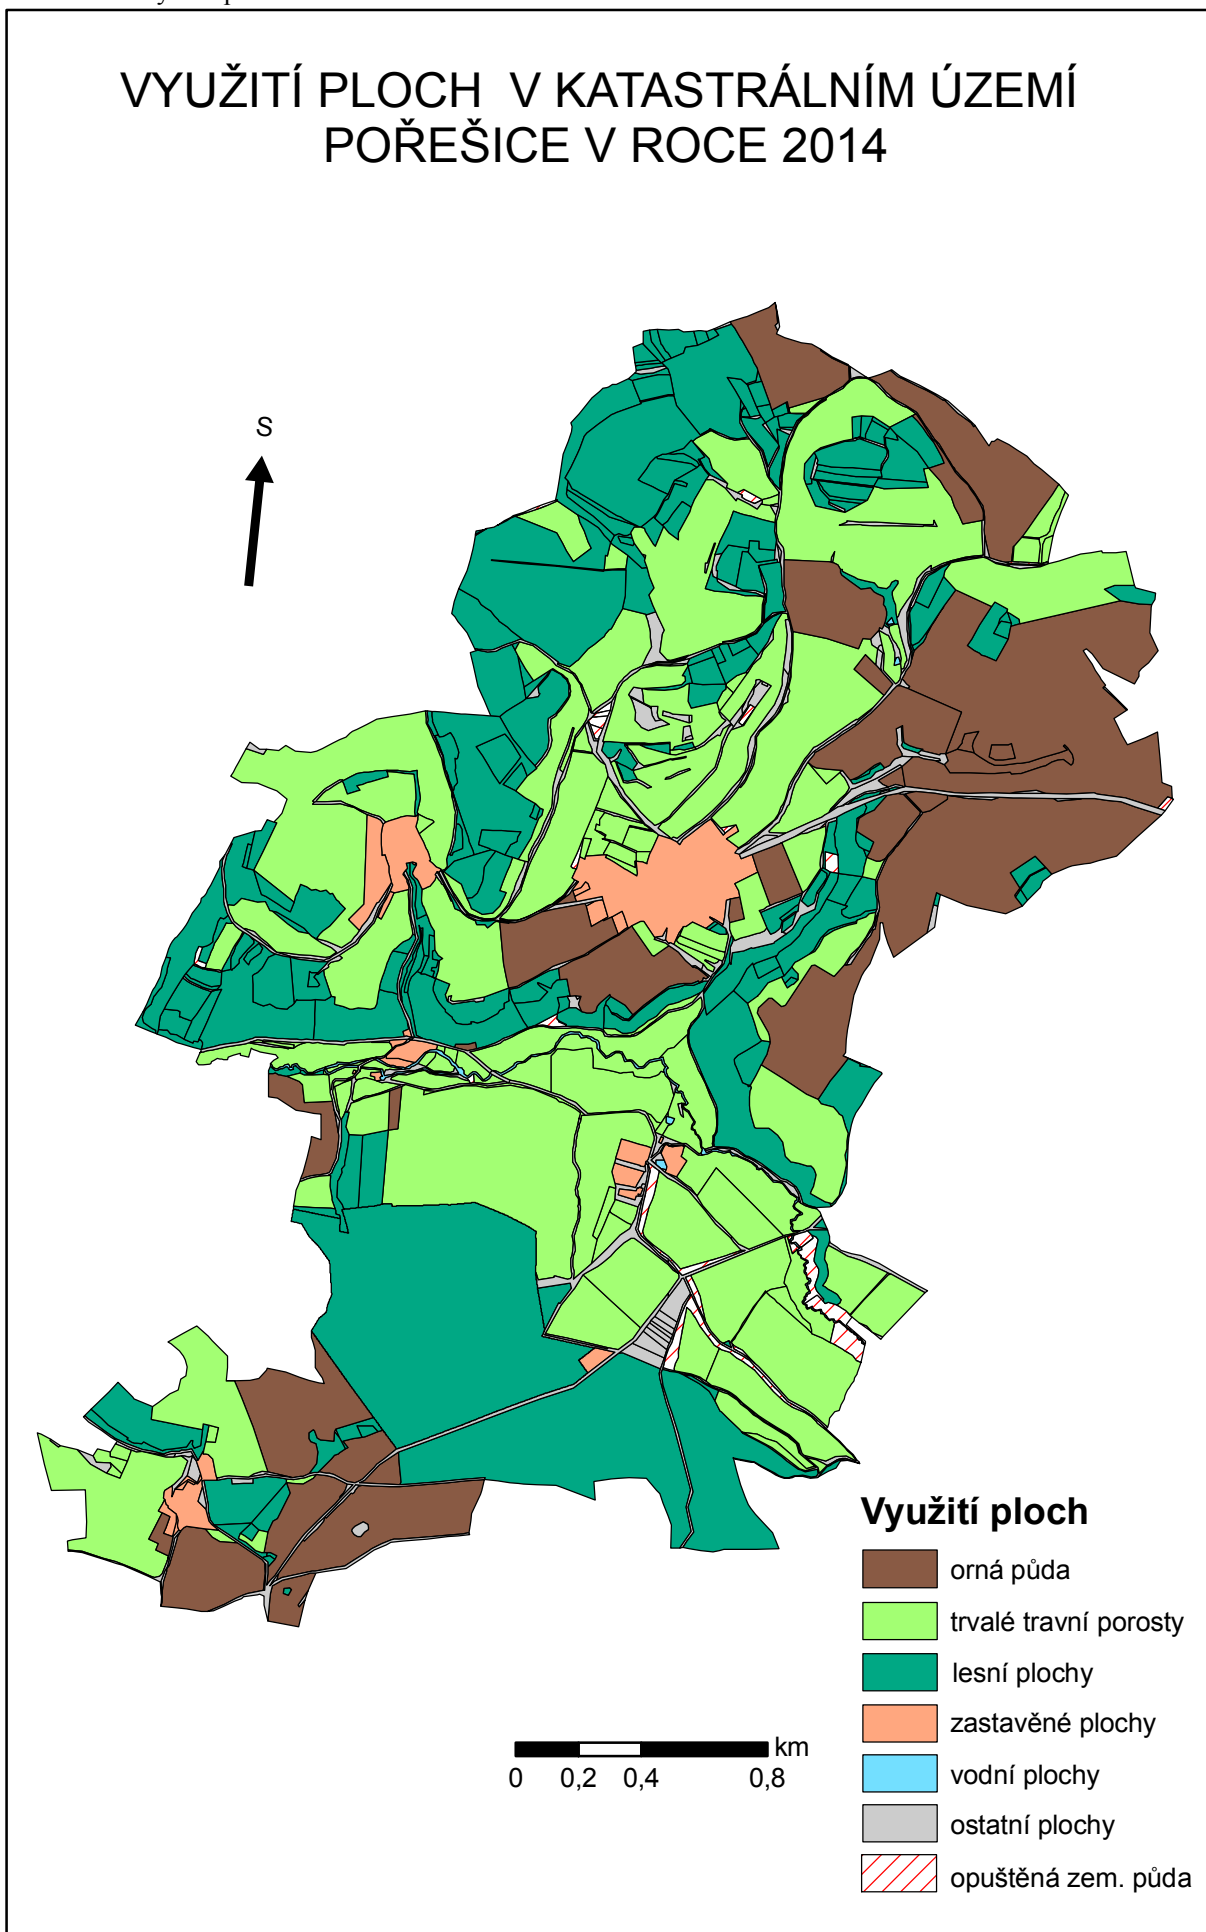 VYUŽITÍ PLOCH V KATASTRÁLNÍM ÚZEMÍ
POŘEŠICE V ROCE 2014
S
Využití ploch
orná půda
trvalé travní porosty
lesní plochy
zastavěné plochy
vodní plochy
ostatní plochy
opuštěná zem. půda
km
0 0,2 0,4 0,8